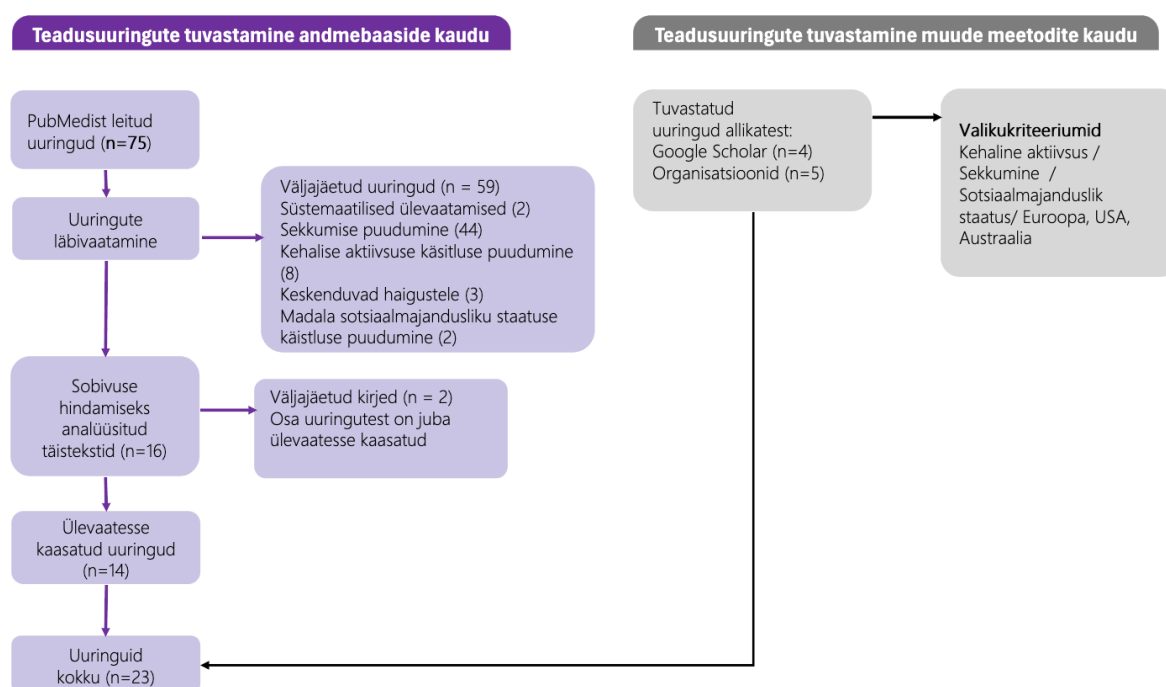 Teadusuuringute tuvastamine andmebaaside kaudu
PubMedist leitud
uuringud (n=75)
Uuringute
läbivaatamine
Väljajäetud uuringud (n = 59)
Süstemaatilised ülevaatamised (2)
Sekkumise puudumine (44)
Kehalise aktiivsuse käsitluse puudumine
(8)
Keskenduvad haigustele (3)
Madala sotsiaalmajandusliku staatuse
käistluse puudumine (2)
Sobivuse
hindamiseks
analüüsitud
täistekstid (n=16)
Väljajäetud kirjed (n = 2)
Osa uuringutest on juba
ülevaatesse kaasatud
Ülevaatesse
kaasatud uuringud
(n=14)
Uuringuid
kokku (n=23)
Teadusuuringute tuvastamine muude meetodite kaudu
Tuvastatud
uuringud allikatest:
Google Scholar (n=4)
Organisatsioonid (n=5)
Valikukriteeriumid
Kehaline aktiivsus /
Sekkumine /
Sotsiaalmajanduslik
staatus/ Euroopa, USA,
Austraalia